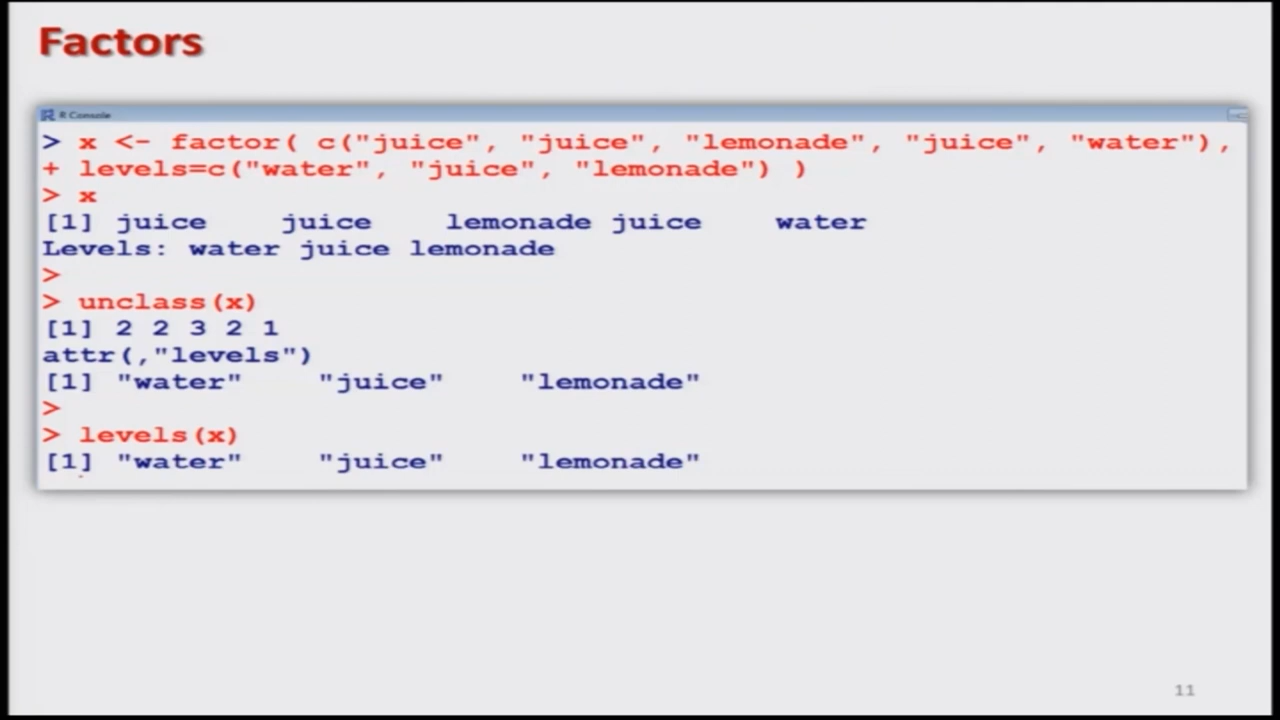 Factors
R Console
> x <- factor( c("juice", "juice", "lemonade", "juice", "water"),
+ levels=c("water", "juice", "lemonade") )
> x
[1] juice    juice    lemonade juice    water
Levels: water juice lemonade
>
> unclass(x)
[1] 2 2 3 2 1
attr(,"levels")
[1] "water"    "juice"    "lemonade"
>
> levels(x)
[1] "water"    "juice"    "lemonade"
11